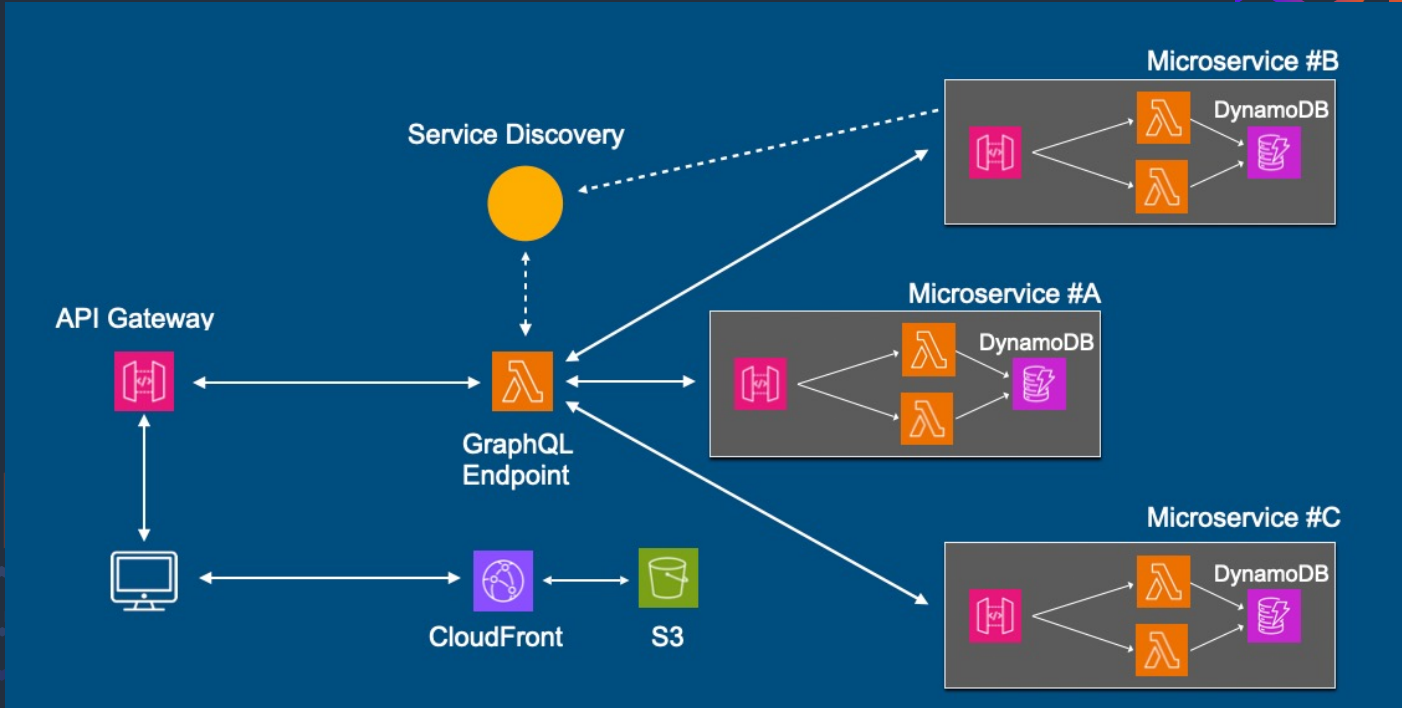 Microservice #B
DynamoDB
Service Discovery
Microservice #A
DynamoDB
API Gateway
GraphQL
Endpoint
Microservice #C
DynamoDB
CloudFront
S3